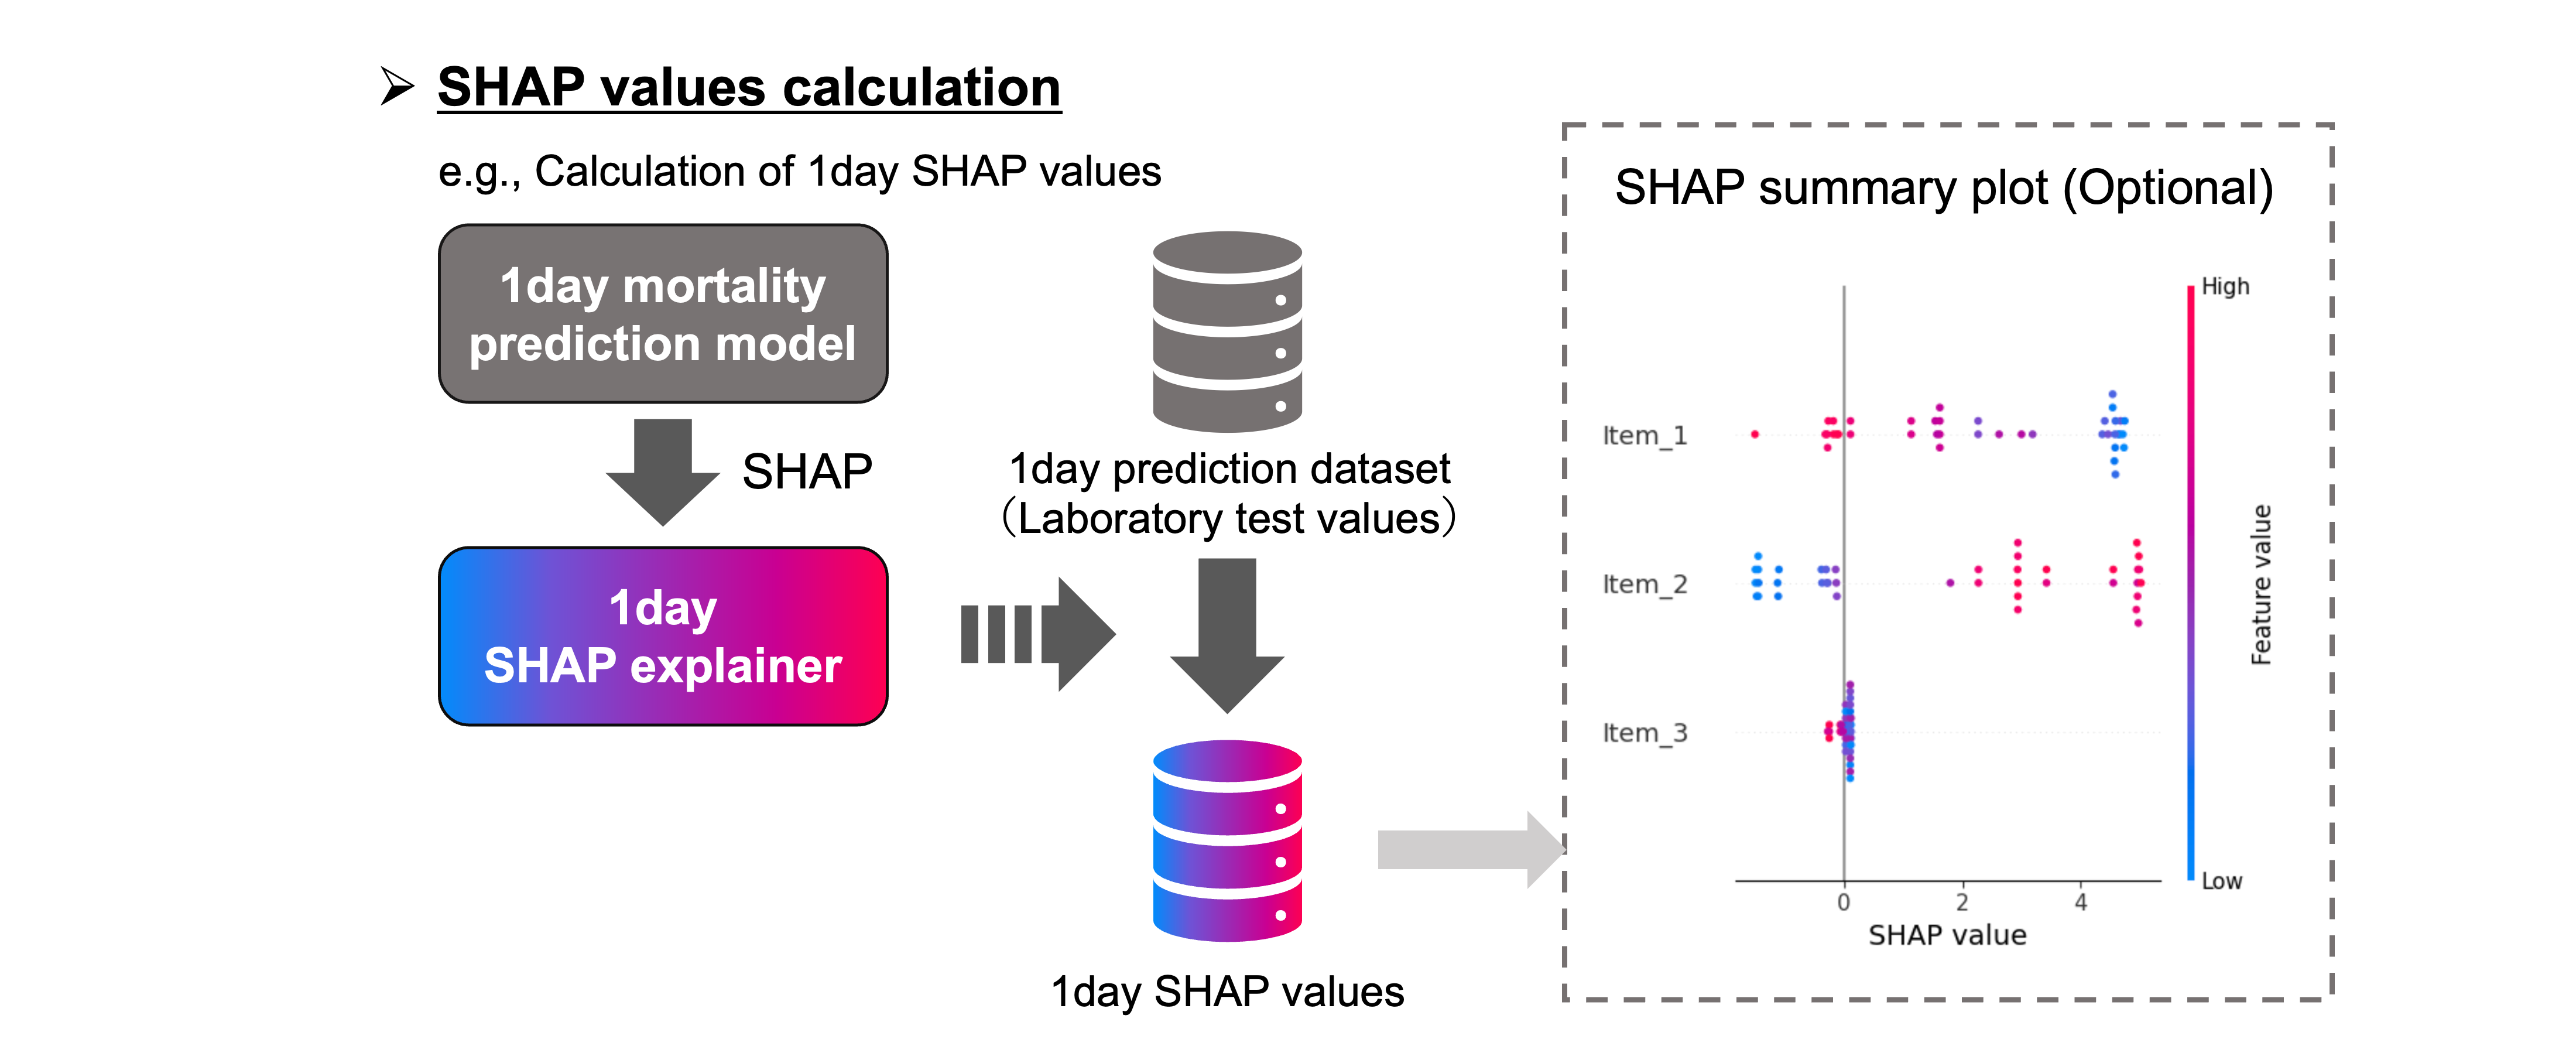 ➢ SHAP values calculation
e.g., Calculation of 1day SHAP values
1day mortality
prediction model
SHAP
1day
SHAP explainer
1day prediction dataset
（Laboratory test values）
1day SHAP values
SHAP summary plot (Optional)
High
Item_1
Item_2
Item_3
Feature value
Low
0 2 4
SHAP value